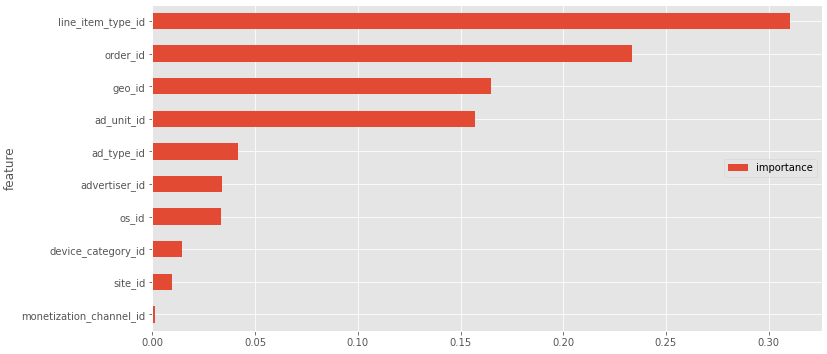 line_item_type_id
order_id
geo_id
ad_unit_id
ad_type_id
advertiser_id
os_id
device_category_id
site_id
monetization_channel_id
feature
importance
0.00 0.05 0.10 0.15 0.20 0.25 0.30